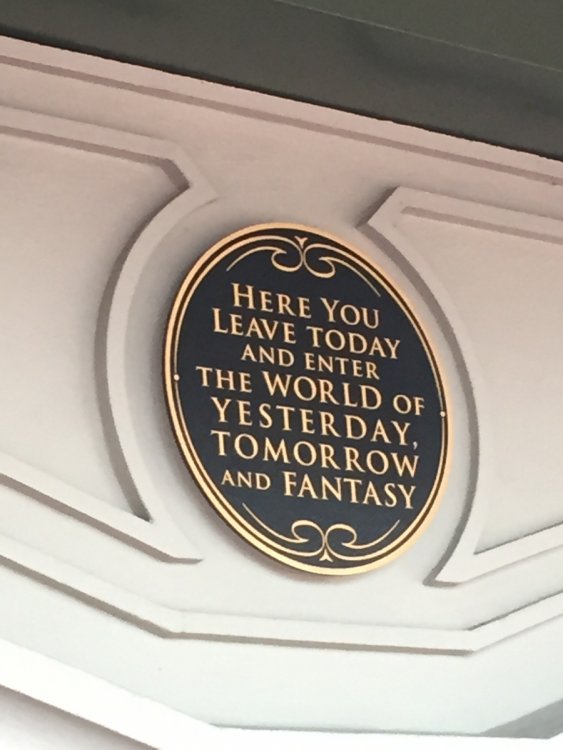 HERE YOU
LEAVE TODAY
AND ENTER
THE WORLD OF
YESTERDAY,
TOMORROW
AND FANTASY